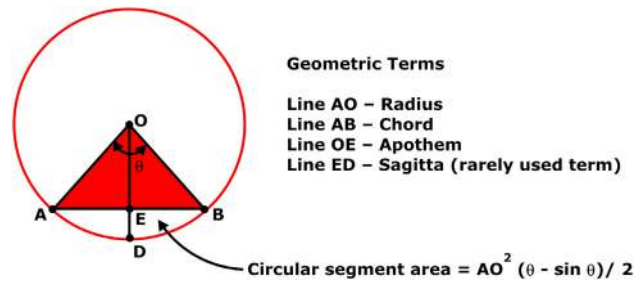 O
θ
A
E
B
D
Geometric Terms
Line AO – Radius
Line AB – Chord
Line OE – Apothem
Line ED – Sagitta (rarely used term)
Circular segment area = AO² (θ - sin θ)/ 2